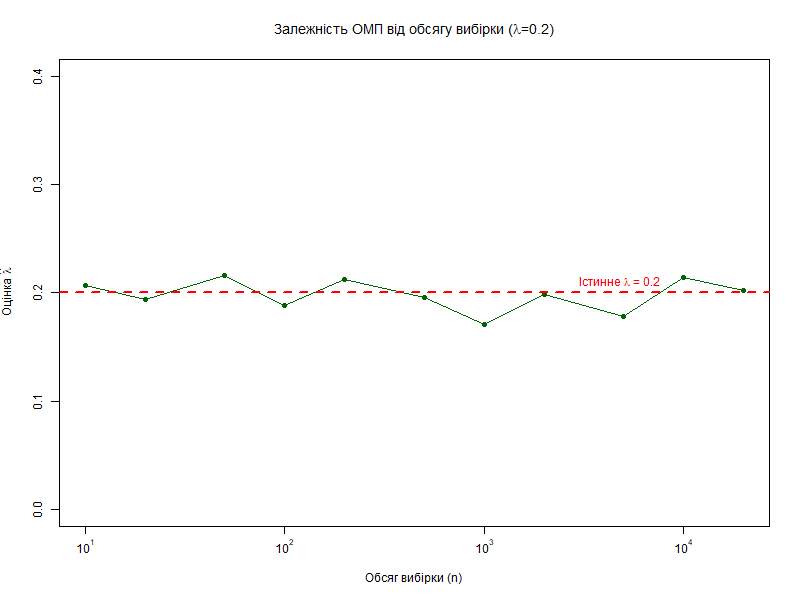 Залежність ОМП від обсягу вибірки (λ=0.2)
Оцінка λ̂
0.4
0.3
0.2
0.1
0.0
Істинне λ = 0.2
10¹
10²
10³
10⁴
Обсяг вибірки (n)